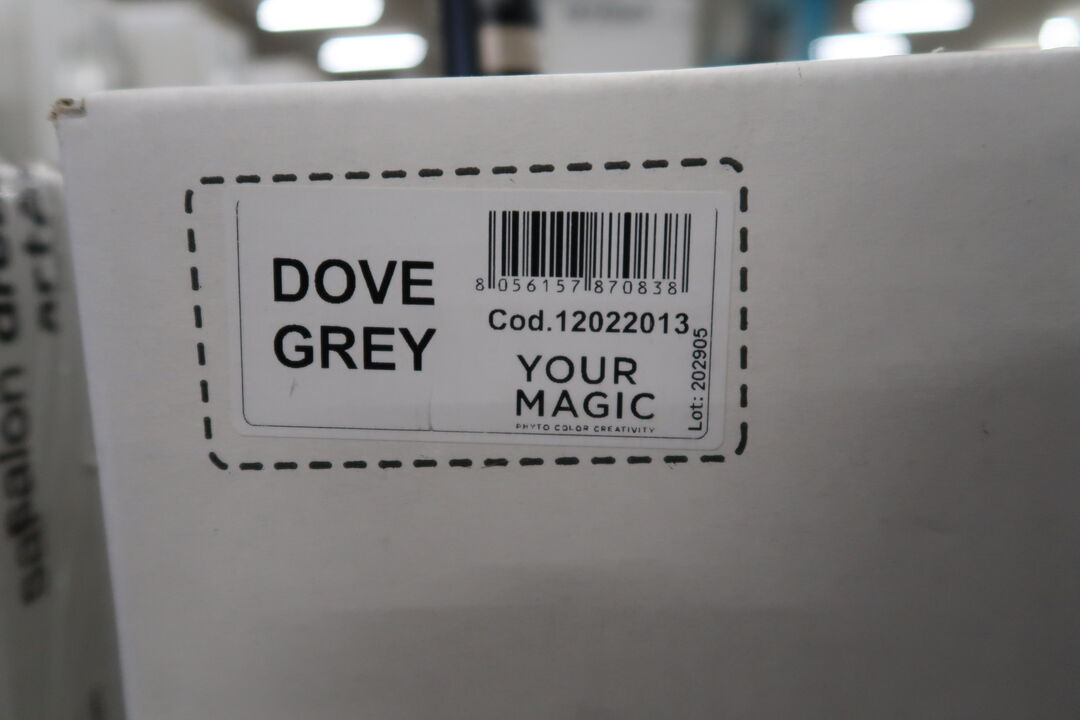 DOVE
GREY
8 056157 870838
Cod.12022013
YOUR
MAGIC
PHYTO COLOR CREATIVITY
Lot: 202905